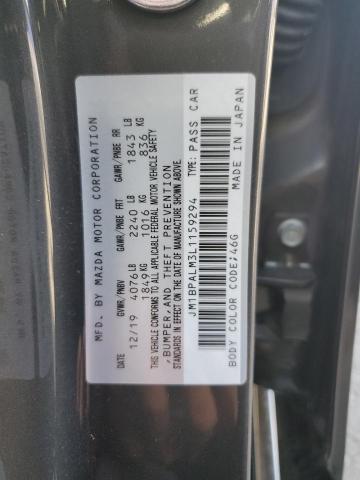 MFD. BY MAZDA MOTOR CORPORATION
DATE GVWR/PNBV GAWR/PNBE FRT GAWR/PNBE RR
12/19 4076LB 2240 LB 1843 LB
1849KG 1016 KG 836 KG
THIS VEHICLE CONFORMS TO ALL APPLICABLE FEDERAL MOTOR VEHICLE SAFETY
,BUMPER,AND THEFT PREVENTION
STANDARDS IN EFFECT ON THE DATE OF MANUFACTURE SHOWN ABOVE.
JM1BPALM3L1159294 TYPE: PASS CAR
BODY COLOR CODE;46G MADE IN JAPAN